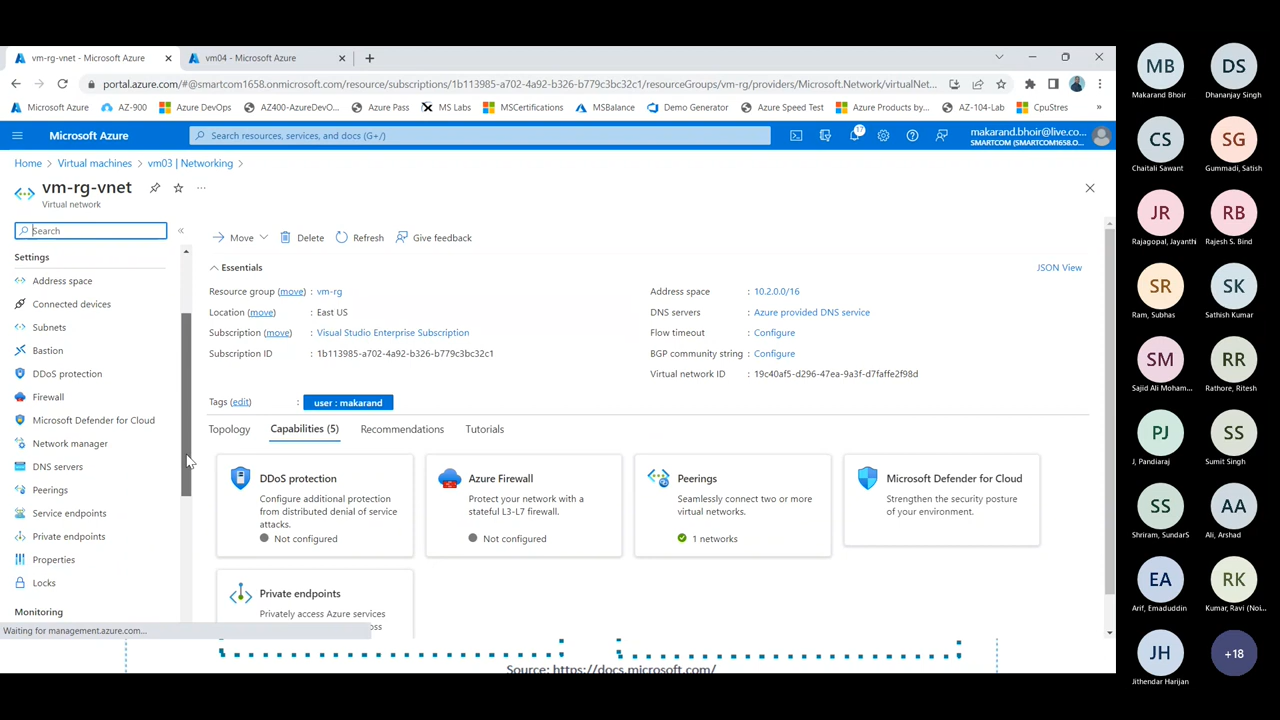 vm-rg-vnet - Microsoft Azure
vm04 - Microsoft Azure
portal.azure.com/#@smartcom1658.onmicrosoft.com/resource/subscriptions/1b113985-a702-4a92-b326-b779c3bc32c1/resourceGroups/vm-rg/providers/Microsoft.Network/virtualNet...
Microsoft Azure
AZ-900
Azure DevOps
AZ400-AzureDevO...
Azure Pass
MS Labs
MSCertifications
MSBalance
Demo Generator
Azure Speed Test
Azure Products by...
AZ-104-Lab
CpuStres
»
Microsoft Azure
Search resources, services, and docs (G+/)
17
makarand.bhoir@live.co...
SMARTCOM (SMARTCOM1658.O...
Home > Virtual machines > vm03 | Networking >
vm-rg-vnet
Virtual network
Search
«
Settings
Address space
Connected devices
Subnets
Bastion
DDoS protection
Firewall
Microsoft Defender for Cloud
Network manager
DNS servers
Peerings
Service endpoints
Private endpoints
Properties
Locks
Monitoring
Waiting for management.azure.com...
Move
Delete
Refresh
Give feedback
Essentials
JSON View
Resource group (move) : vm-rg
Location (move) : East US
Subscription (move) : Visual Studio Enterprise Subscription
Subscription ID : 1b113985-a702-4a92-b326-b779c3bc32c1
Address space : 10.2.0.0/16
DNS servers : Azure provided DNS service
Flow timeout : Configure
BGP community string : Configure
Virtual network ID : 19c40af5-d296-47ea-9a3f-d7faffe2f98d
Tags (edit) : user : makarand
Topology
Capabilities (5)
Recommendations
Tutorials
DDoS protection
Configure additional protection
from distributed denial of service
attacks.
Not configured
Azure Firewall
Protect your network with a
stateful L3-L7 firewall.
Not configured
Peerings
Seamlessly connect two or more
virtual networks.
1 networks
Microsoft Defender for Cloud
Strengthen the security posture
of your environment.
Private endpoints
Privately access Azure services
Source: https://docs.microsoft.com/
MB
Makarand Bhoir
DS
Dhananjay Singh
CS
Chaitali Sawant
SG
Gummadi, Satish
JR
Rajagopal, Jayanthi
RB
Rajesh S. Bind
SR
Ram, Subhas
SK
Sathish Kumar
SM
Sajid Ali Moham...
RR
Rathore, Ritesh
PJ
J, Pandiaraj
SS
Sumit Singh
SS
Shriram, SundarS
AA
Ali, Arshad
EA
Arif, Emaduddin
RK
Kumar, Ravi (Noi...
JH
Jithendar Harijan
+18